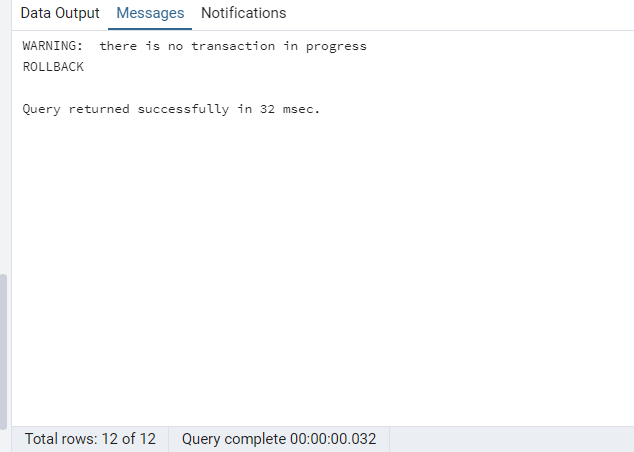 Data Output Messages Notifications
WARNING:  there is no transaction in progress
ROLLBACK
Query returned successfully in 32 msec.
Total rows: 12 of 12 Query complete 00:00:00.032